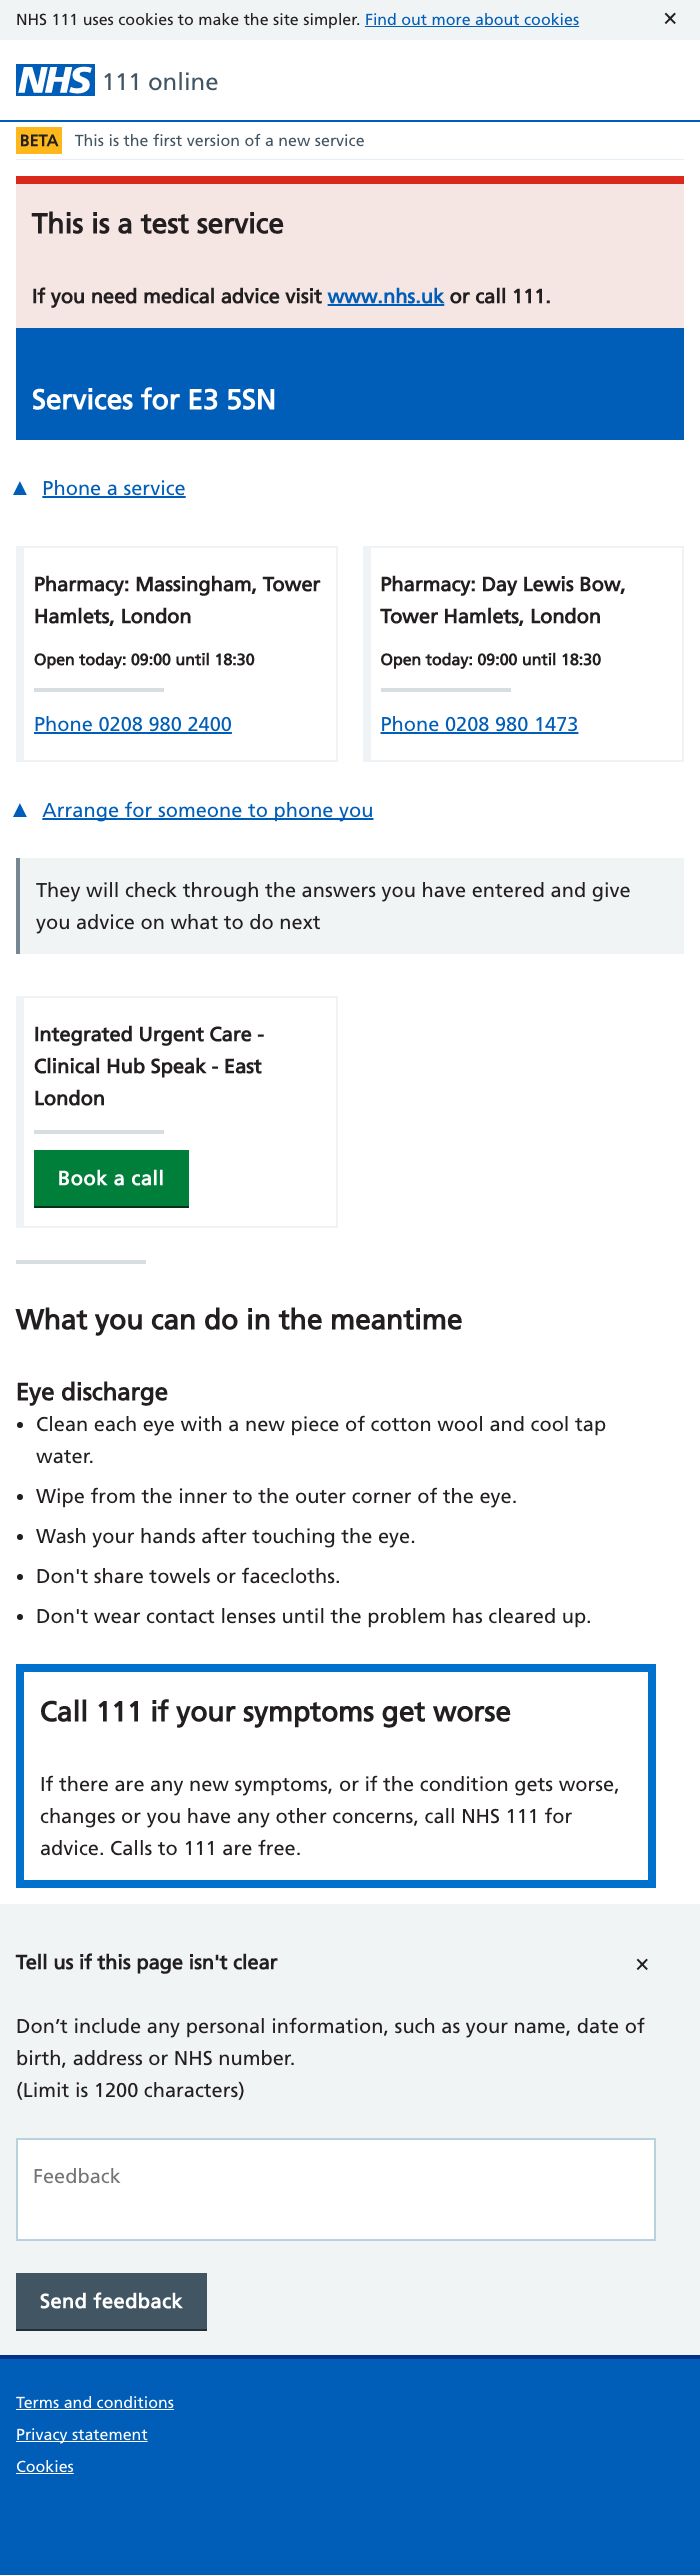 NHS 111 uses cookies to make the site simpler. Find out more about cookies ✕
NHS 111 online
BETA This is the first version of a new service
This is a test service
If you need medical advice visit www.nhs.uk or call 111.
Services for E3 5SN
▲ Phone a service
Pharmacy: Massingham, Tower
Hamlets, London
Open today: 09:00 until 18:30
Phone 0208 980 2400
Pharmacy: Day Lewis Bow,
Tower Hamlets, London
Open today: 09:00 until 18:30
Phone 0208 980 1473
▲ Arrange for someone to phone you
They will check through the answers you have entered and give
you advice on what to do next
Integrated Urgent Care -
Clinical Hub Speak - East
London
Book a call
What you can do in the meantime
Eye discharge
• Clean each eye with a new piece of cotton wool and cool tap
water.
• Wipe from the inner to the outer corner of the eye.
• Wash your hands after touching the eye.
• Don't share towels or facecloths.
• Don't wear contact lenses until the problem has cleared up.
Call 111 if your symptoms get worse
If there are any new symptoms, or if the condition gets worse,
changes or you have any other concerns, call NHS 111 for
advice. Calls to 111 are free.
Tell us if this page isn't clear ✕
Don’t include any personal information, such as your name, date of
birth, address or NHS number.
(Limit is 1200 characters)
Feedback
Send feedback
Terms and conditions
Privacy statement
Cookies